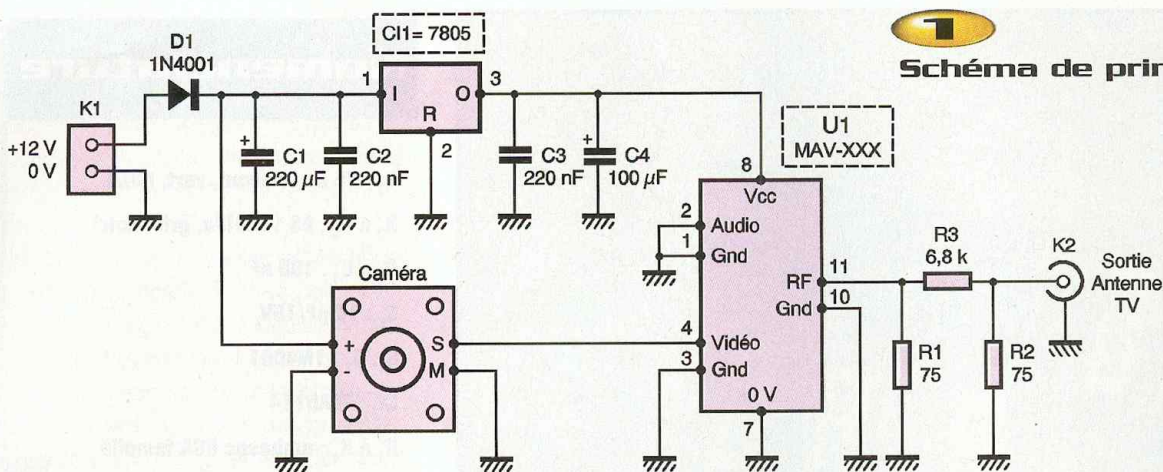 1
Schéma de prin
D1
1N4001
CI1= 7805
K1
+12 V
0 V
1
I
O
3
R
2
+
C1
220 µF
C2
220 nF
C3
220 nF
+
C4
100 µF
U1
MAV-XXX
8
Vcc
2
Audio
1
Gnd
RF
11
Gnd
10
4
Vidéo
3
Gnd
0 V
7
R3
6,8 k
K2
Sortie
Antenne
TV
R1
75
R2
75
Caméra
+
-
S
M